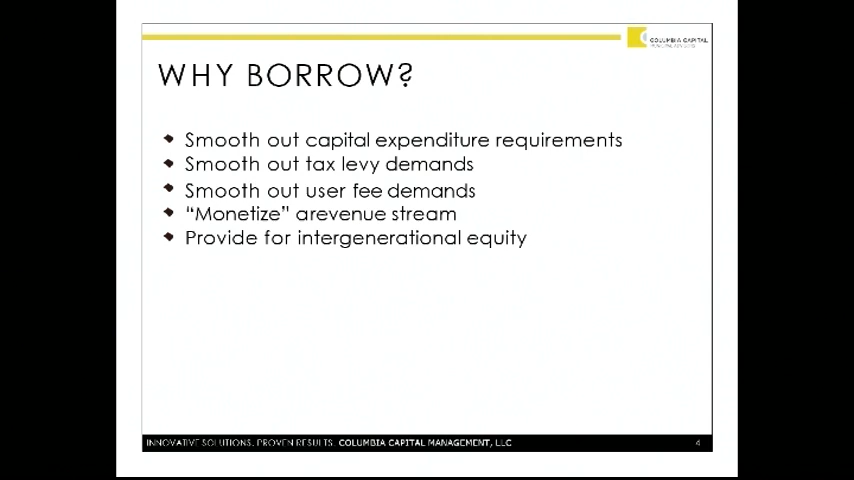 COLUMBIA CAPITAL
WHY BORROW?
Smooth out capital expenditure requirements
Smooth out tax levy demands
Smooth out user fee demands
“Monetize” arevenue stream
Provide for intergenerational equity
INNOVATIVE SOLUTIONS. PROVEN RESULTS. COLUMBIA CAPITAL MANAGEMENT, LLC 4